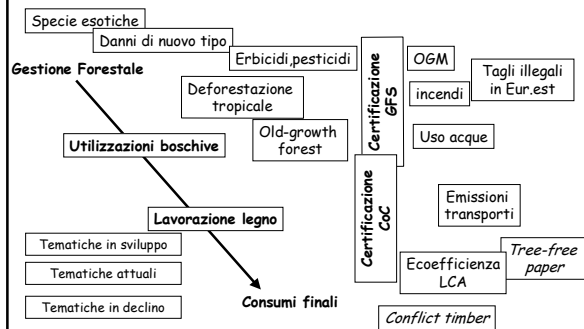 Specie esotiche
Danni di nuovo tipo
Erbicidi,pesticidi
OGM
Gestione Forestale
Tagli illegali
in Eur.est
Deforestazione
tropicale
Certificazione
GFS
incendi
Old-growth
forest
Uso acque
Utilizzazioni boschive
Certificazione
CoC
Emissioni
trasporti
Lavorazione legno
Tematiche in sviluppo
Tree-free
paper
Ecoefficienza
LCA
Tematiche attuali
Tematiche in declino
Consumi finali
Conflict timber